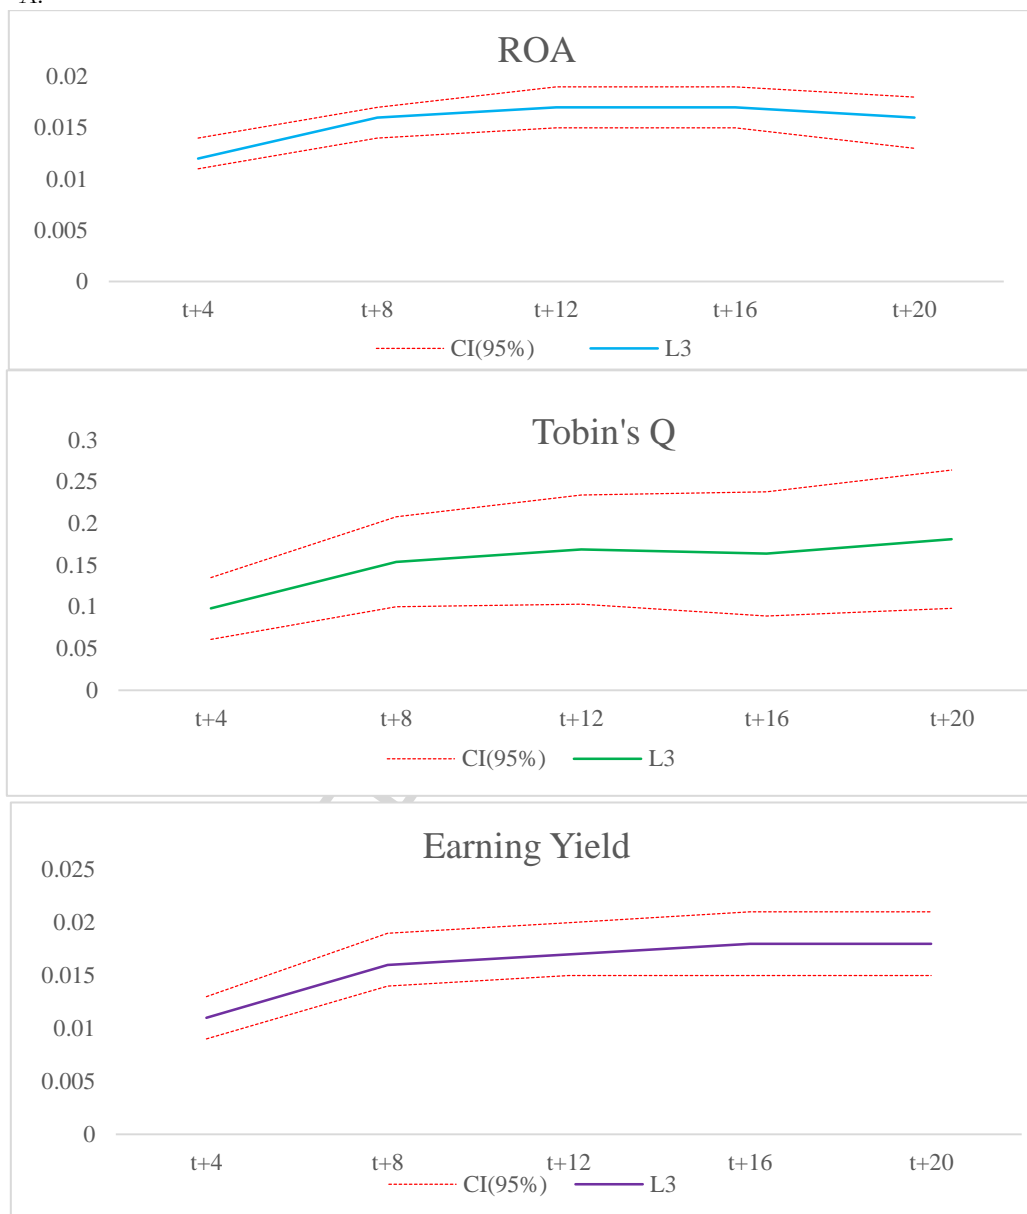 A.
ROA
0.02
0.015
0.01
0.005
0
t+4 t+8 t+12 t+16 t+20
CI(95%) L3
Tobin's Q
0.3
0.25
0.2
0.15
0.1
0.05
0
t+4 t+8 t+12 t+16 t+20
CI(95%) L3
Earning Yield
0.025
0.02
0.015
0.01
0.005
0
t+4 t+8 t+12 t+16 t+20
CI(95%) L3